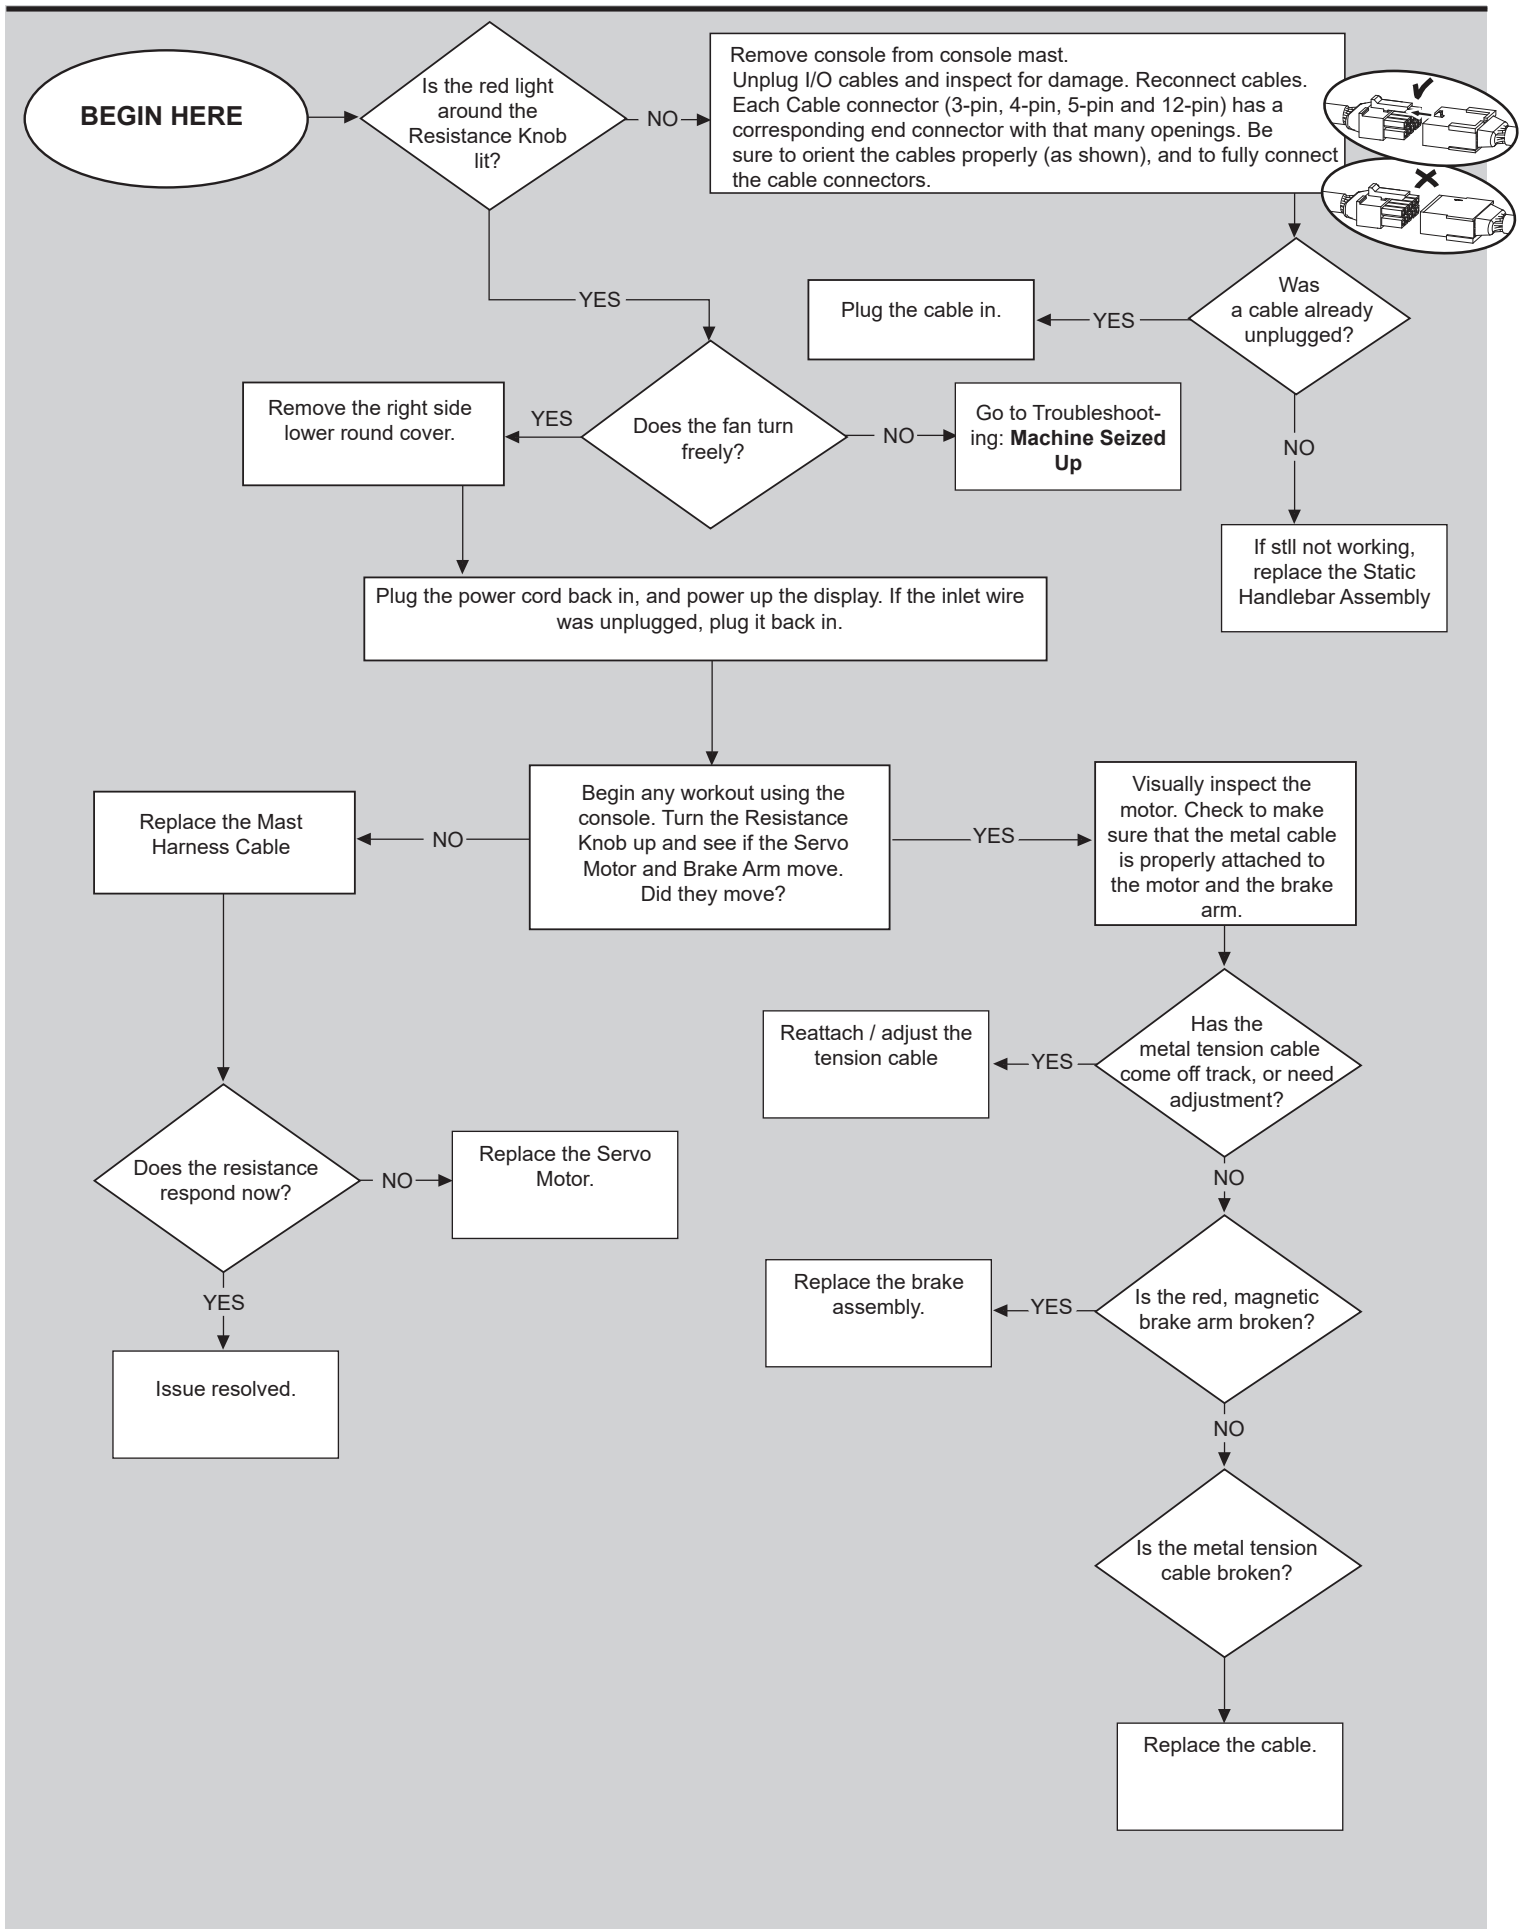 BEGIN HERE
Is the red light
around the
Resistance Knob
lit?
NO
Remove console from console mast.
Unplug I/O cables and inspect for damage. Reconnect cables.
Each Cable connector (3-pin, 4-pin, 5-pin and 12-pin) has a
corresponding end connector with that many openings. Be
sure to orient the cables properly (as shown), and to fully connect
the cable connectors.
YES
Plug the cable in.
YES
Was
a cable already
unplugged?
Remove the right side
lower round cover.
YES
Does the fan turn
freely?
NO
Go to Troubleshoot-
ing: Machine Seized
Up
NO
If stll not working,
replace the Static
Handlebar Assembly
Plug the power cord back in, and power up the display. If the inlet wire
was unplugged, plug it back in.
Replace the Mast
Harness Cable
NO
Begin any workout using the
console. Turn the Resistance
Knob up and see if the Servo
Motor and Brake Arm move.
Did they move?
YES
Visually inspect the
motor. Check to make
sure that the metal cable
is properly attached to
the motor and the brake
arm.
Reattach / adjust the
tension cable
YES
Has the
metal tension cable
come off track, or need
adjustment?
Does the resistance
respond now?
NO
Replace the Servo
Motor.
NO
YES
Issue resolved.
Replace the brake
assembly.
YES
Is the red, magnetic
brake arm broken?
NO
Is the metal tension
cable broken?
Replace the cable.